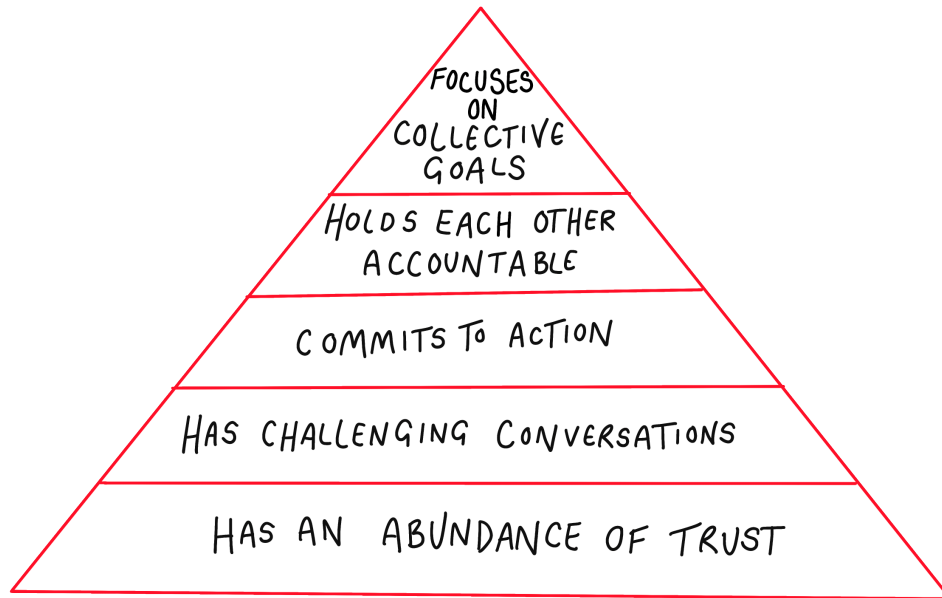 FOCUSES
ON
COLLECTIVE
GOALS
HOLDS EACH OTHER
ACCOUNTABLE
COMMITS TO ACTION
HAS CHALLENGING CONVERSATIONS
HAS AN ABUNDANCE OF TRUST